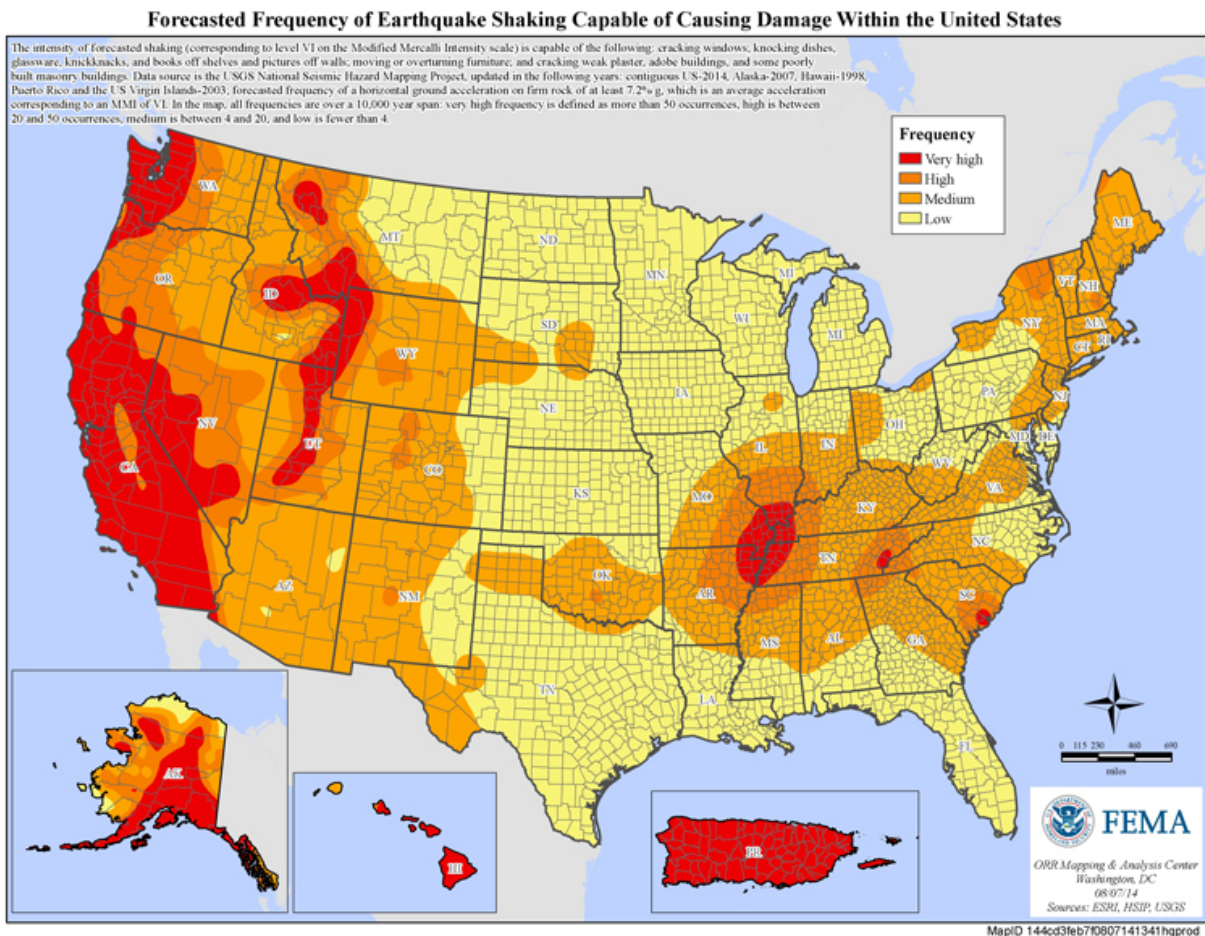 Forecasted Frequency of Earthquake Shaking Capable of Causing Damage Within the United States
The intensity of forecasted shaking (corresponding to level VI on the Modified Mercalli Intensity scale) is capable of the following: cracking windows; knocking dishes,
glassware, knickknacks, and books off shelves and pictures off walls; moving or overturning furniture; and cracking weak plaster, adobe buildings, and some poorly
built masonry buildings. Data source is the USGS National Seismic Hazard Mapping Project, updated in the following years: contiguous US-2014, Alaska-2007, Hawaii-1998,
Puerto Rico and the US Virgin Islands-2003; forecasted frequency of a horizontal ground acceleration on firm rock of at least 7.2% g, which is an average acceleration
corresponding to an MMI of VI. In the map, all frequencies are over a 10,000 year span: very high frequency is defined as more than 50 occurrences, high is between
20 and 50 occurrences, medium is between 4 and 20, and low is fewer than 4.
Frequency
Very high
High
Medium
Low
WA
MT
ND
MN
MI
ME
OR
ID
SD
WI
MI
NY
VT
NH
MA
CT
RI
WY
IA
NE
PA
NJ
NV
UT
CO
IL
IN
OH
MD
DE
WV
CA
KS
MO
KY
VA
AZ
NM
OK
AR
TN
NC
SC
MS
AL
GA
TX
LA
FL
AK
HI
PR
0 115 230 460 690
miles
U.S. DEPARTMENT OF HOMELAND SECURITY
FEMA
ORR Mapping & Analysis Center
Washington, DC
08/07/14
Sources: ESRI, HSIP, USGS
MapID 144cd3feb7f0807141341hqprod